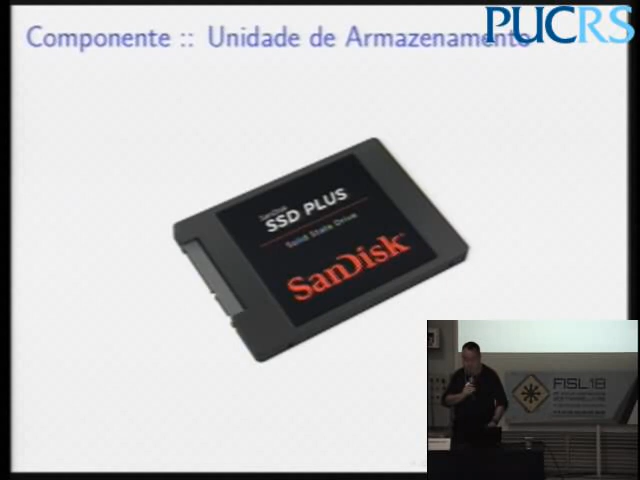 Componente :: Unidade de Armazenamento
PUCRS
SanDisk
SSD PLUS
Solid State Drive
SanDisk
FISL18